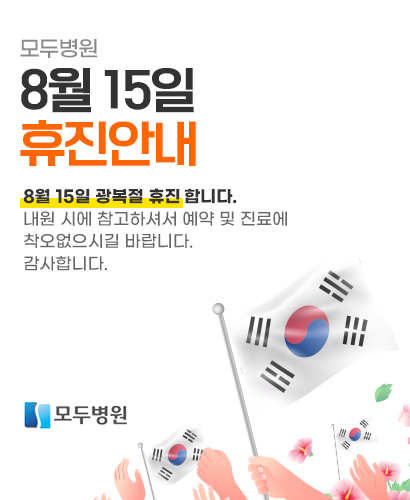 모두병원
8월 15일
휴진안내
8월 15일 광복절 휴진 합니다.
내원 시에 참고하셔서 예약 및 진료에
착오없으시길 바랍니다.
감사합니다.
모두병원